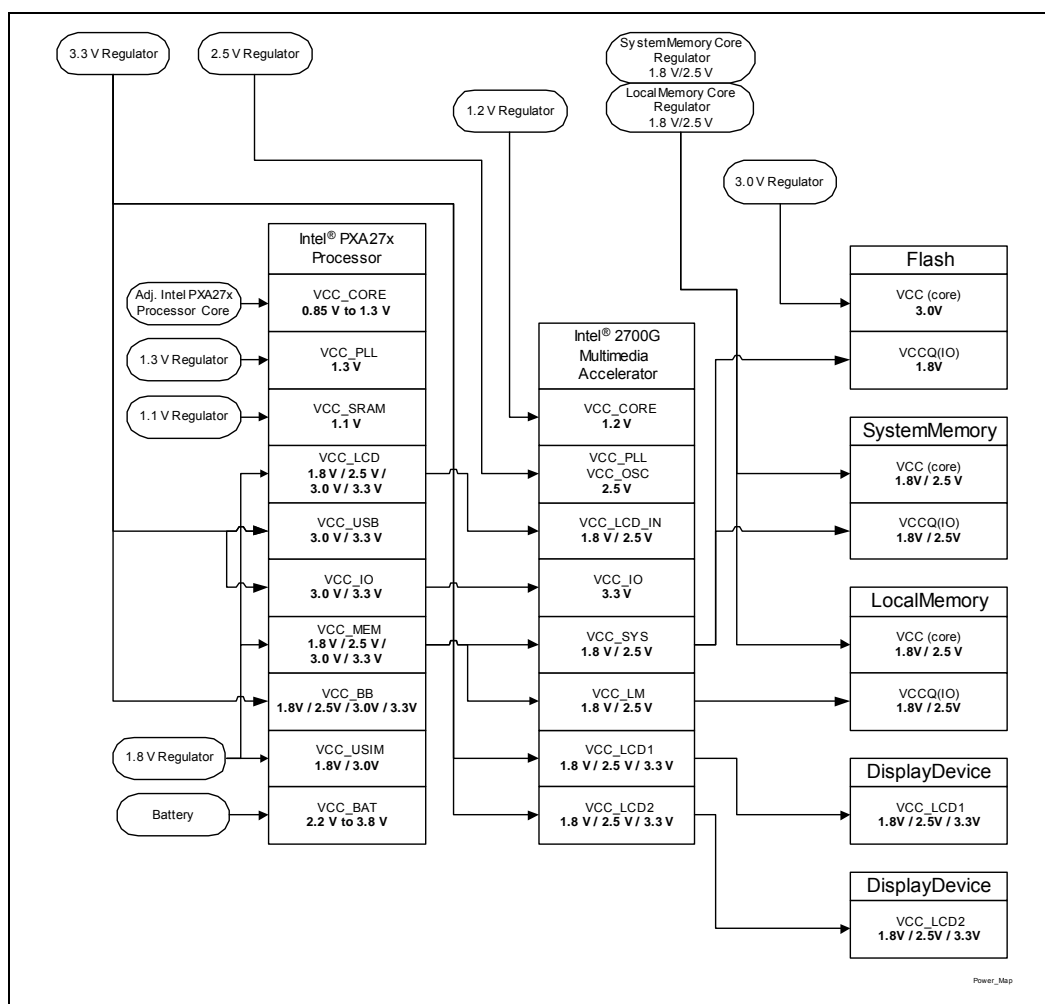 3.3 V Regulator
2.5 V Regulator
SystemMemory Core
Regulator
1.8 V/2.5 V
LocalMemory Core
Regulator
1.8 V/2.5 V
1.2 V Regulator
3.0 V Regulator
Intel® PXA27x
Processor
Adj. Intel PXA27x
Processor Core
VCC_CORE
0.85 V to 1.3 V
1.3 V Regulator
VCC_PLL
1.3 V
1.1 V Regulator
VCC_SRAM
1.1 V
VCC_LCD
1.8 V / 2.5 V /
3.0 V / 3.3 V
VCC_USB
3.0 V / 3.3 V
VCC_IO
3.0 V / 3.3 V
VCC_MEM
1.8 V / 2.5 V /
3.0 V / 3.3 V
VCC_BB
1.8V / 2.5V / 3.0V / 3.3V
1.8 V Regulator
VCC_USIM
1.8V / 3.0V
Battery
VCC_BAT
2.2 V to 3.8 V
Intel® 2700G
Multimedia
Accelerator
VCC_CORE
1.2 V
VCC_PLL
VCC_OSC
2.5 V
VCC_LCD_IN
1.8 V / 2.5 V
VCC_IO
3.3 V
VCC_SYS
1.8 V / 2.5 V
VCC_LM
1.8 V / 2.5 V
VCC_LCD1
1.8 V / 2.5 V / 3.3 V
VCC_LCD2
1.8 V / 2.5 V / 3.3 V
Flash
VCC (core)
3.0V
VCCQ(IO)
1.8V
SystemMemory
VCC (core)
1.8V / 2.5 V
VCCQ(IO)
1.8V / 2.5V
LocalMemory
VCC (core)
1.8V / 2.5 V
VCCQ(IO)
1.8V / 2.5V
DisplayDevice
VCC_LCD1
1.8V / 2.5V / 3.3V
DisplayDevice
VCC_LCD2
1.8V / 2.5V / 3.3V
Power_Map